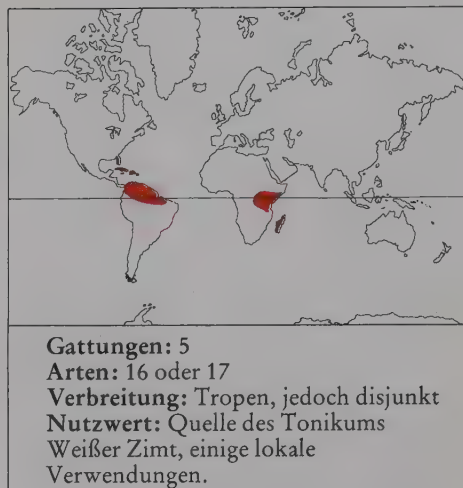 Gattungen: 5
Arten: 16 oder 17
Verbreitung: Tropen, jedoch disjunkt
Nutzwert: Quelle des Tonikums
Weißer Zimt, einige lokale
Verwendungen.